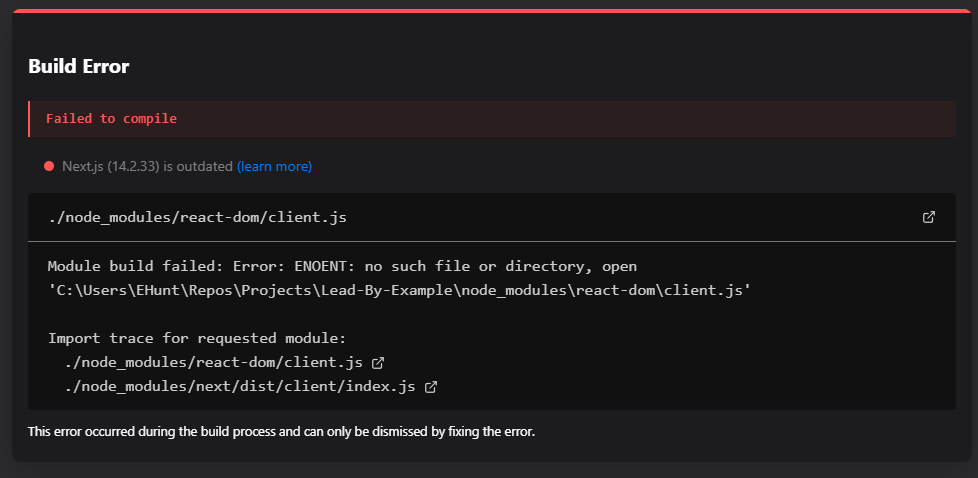 Build Error
Failed to compile
Next.js (14.2.33) is outdated (learn more)
./node_modules/react-dom/client.js
Module build failed: Error: ENOENT: no such file or directory, open
'C:\Users\EHunt\Repos\Projects\Lead-By-Example\node_modules\react-dom\client.js'
Import trace for requested module:
./node_modules/react-dom/client.js
./node_modules/next/dist/client/index.js
This error occurred during the build process and can only be dismissed by fixing the error.